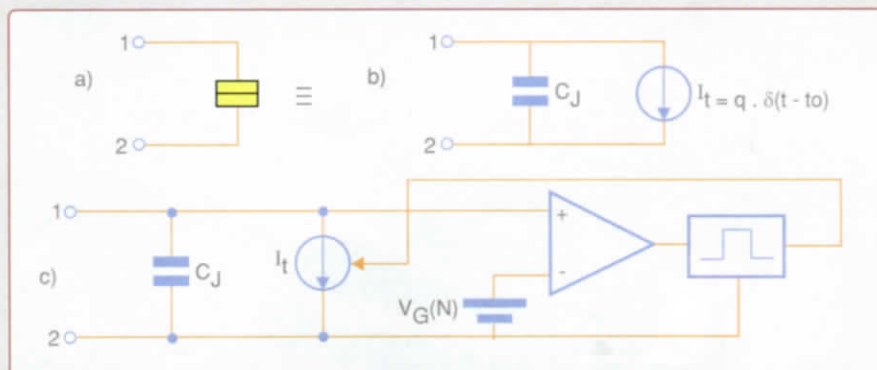 1
a)
2
≡
b)
1
2
C_J
I_t = q . δ(t - to)
c)
1
2
C_J
I_t
V_G(N)
+
-